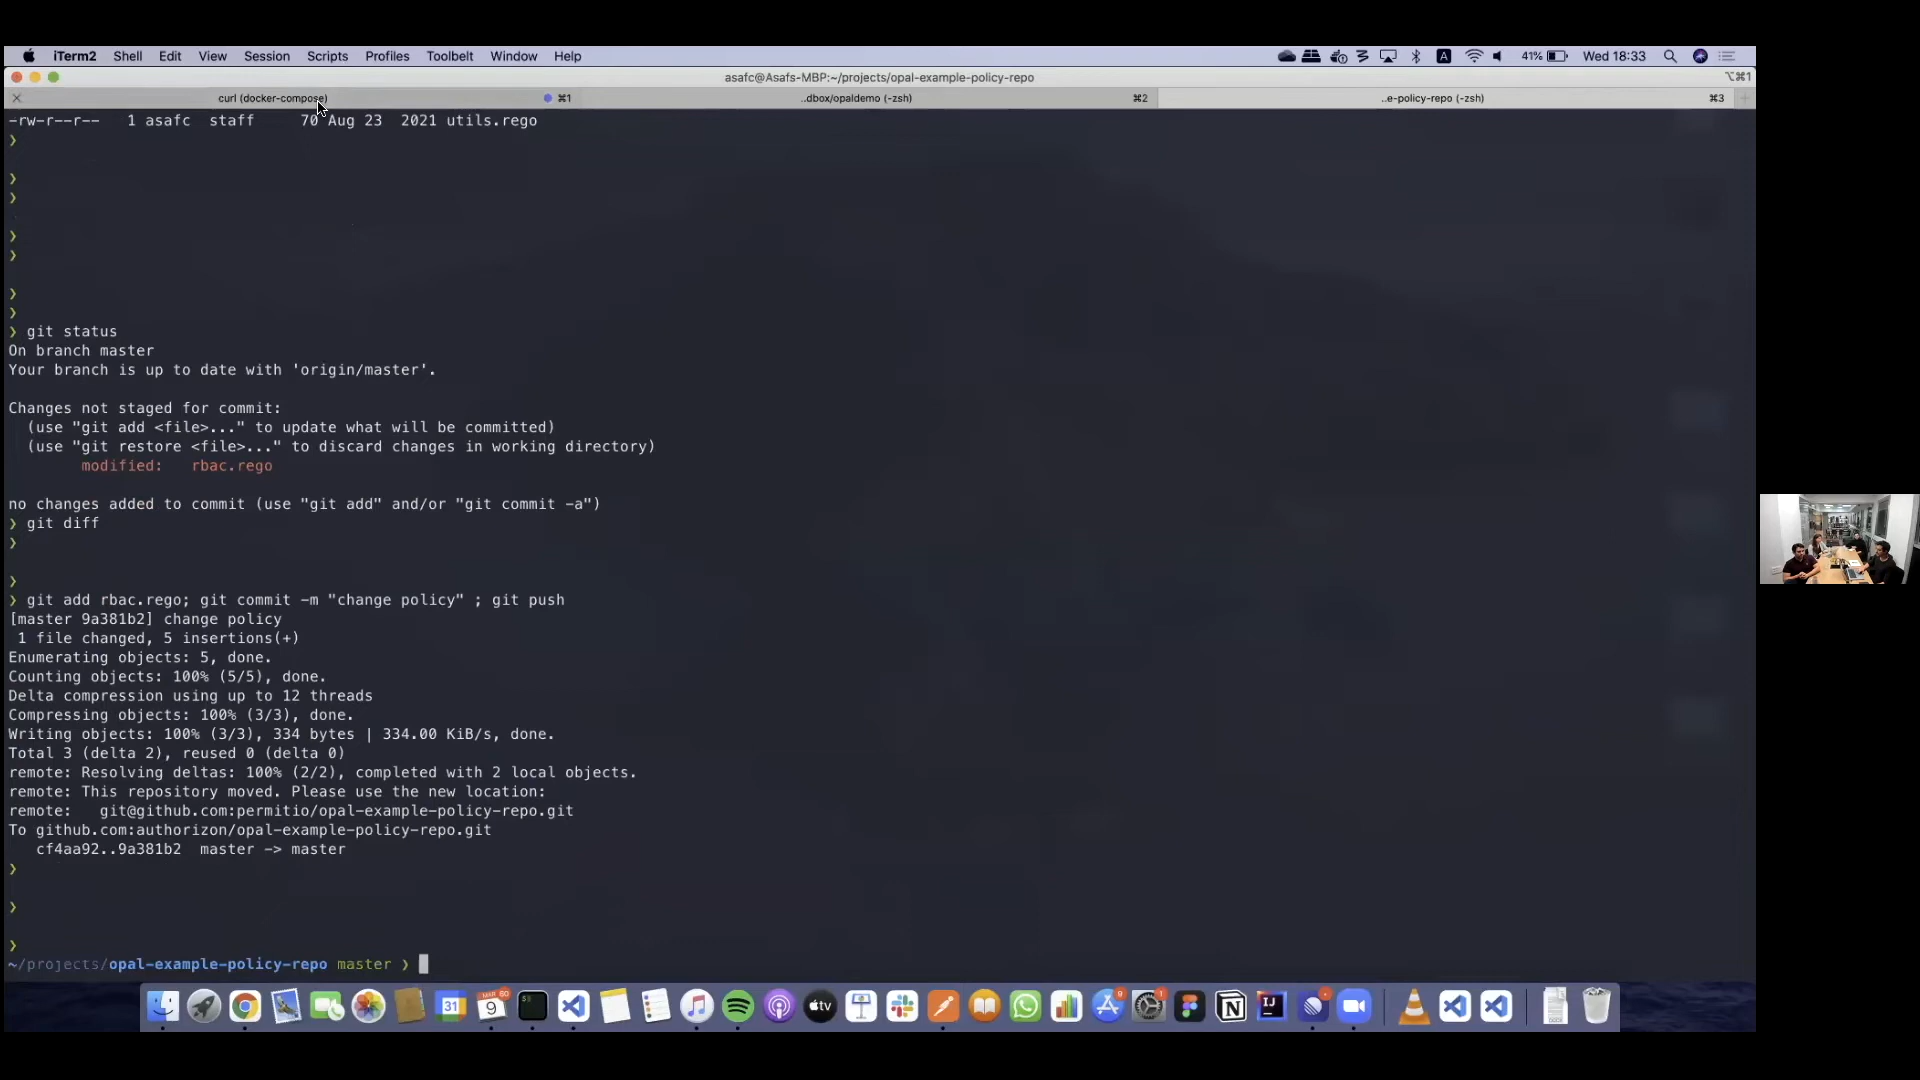 iTerm2 Shell Edit View Session Scripts Profiles Toolbelt Window Help 41% Wed 18:33
asafc@Asafs-MBP:~/projects/opal-example-policy-repo ⌥⌘1
curl (docker-compose) ⌘1 ..dbox/opaldemo (-zsh) ⌘2 ..e-policy-repo (-zsh) ⌘3
-rw-r--r-- 1 asafc staff 70 Aug 23 2021 utils.rego
❯
❯
❯
❯
❯
❯
❯
❯ git status
On branch master
Your branch is up to date with 'origin/master'.
Changes not staged for commit:
(use "git add <file>..." to update what will be committed)
(use "git restore <file>..." to discard changes in working directory)
modified: rbac.rego
no changes added to commit (use "git add" and/or "git commit -a")
❯ git diff
❯
❯
❯ git add rbac.rego; git commit -m "change policy" ; git push
[master 9a381b2] change policy
1 file changed, 5 insertions(+)
Enumerating objects: 5, done.
Counting objects: 100% (5/5), done.
Delta compression using up to 12 threads
Compressing objects: 100% (3/3), done.
Writing objects: 100% (3/3), 334 bytes | 334.00 KiB/s, done.
Total 3 (delta 2), reused 0 (delta 0)
remote: Resolving deltas: 100% (2/2), completed with 2 local objects.
remote: This repository moved. Please use the new location:
remote: git@github.com:permitio/opal-example-policy-repo.git
To github.com:authorizon/opal-example-policy-repo.git
cf4aa92..9a381b2 master -> master
❯
❯
❯
~/projects/opal-example-policy-repo master ❯